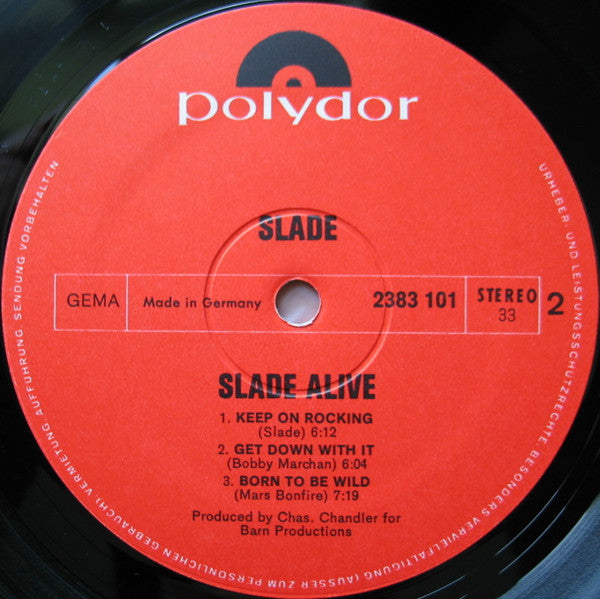 polydor
SLADE
GEMA
Made in Germany
2383 101
STEREO
33
2
SLADE ALIVE
1. KEEP ON ROCKING
(Slade) 6:12
2. GET DOWN WITH IT
(Bobby Marchan) 6:04
3. BORN TO BE WILD
(Mars Bonfire) 7:19
Produced by Chas. Chandler for
Barn Productions
URHEBER- UND LEISTUNGSSCHUTZRECHTE, BESONDERS VERVIELFÄLTIGUNG (AUSSER ZUM PERSÖNLICHEN GEBRAUCH) VERMIETUNG, AUFFÜHRUNG, SENDUNG VORBEHALTEN